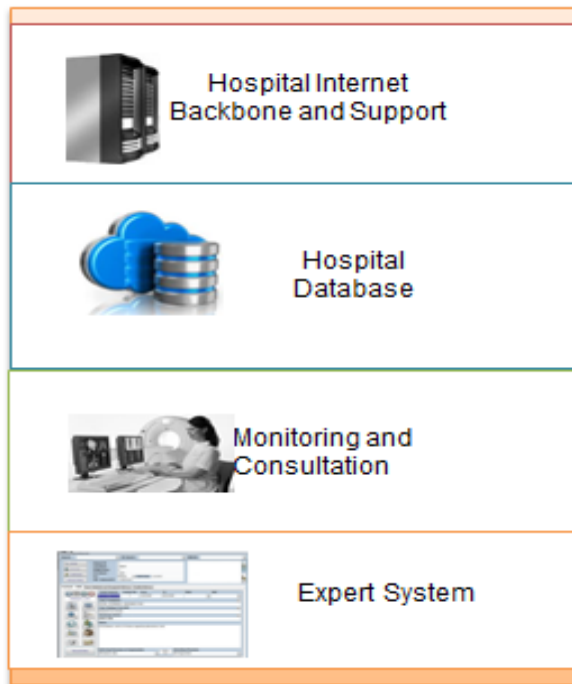 Hospital Internet
Backbone and Support
Hospital
Database
Monitoring and
Consultation
Expert System